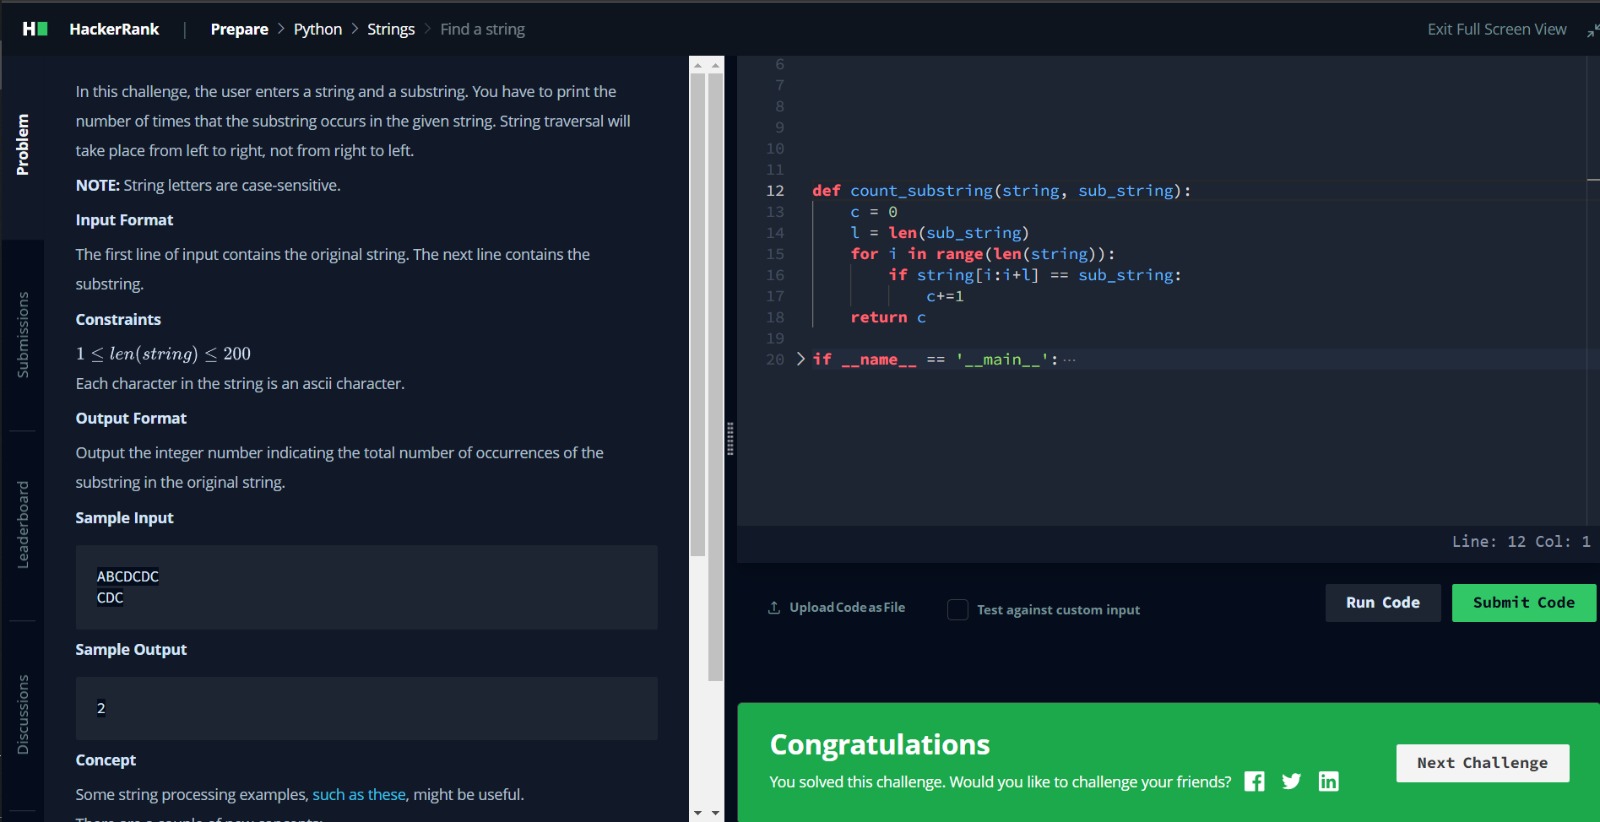 HackerRank | Prepare > Python > Strings > Find a string
Exit Full Screen View
Problem
Submissions
Leaderboard
Discussions
In this challenge, the user enters a string and a substring. You have to print the
number of times that the substring occurs in the given string. String traversal will
take place from left to right, not from right to left.
NOTE: String letters are case-sensitive.
Input Format
The first line of input contains the original string. The next line contains the
substring.
Constraints
1 ≤ len(string) ≤ 200
Each character in the string is an ascii character.
Output Format
Output the integer number indicating the total number of occurrences of the
substring in the original string.
Sample Input
ABCDCDC
CDC
Sample Output
2
Concept
Some string processing examples, such as these, might be useful.
There are a couple of new concepts:
6
7
8
9
10
11
12 def count_substring(string, sub_string):
13     c = 0
14     l = len(sub_string)
15     for i in range(len(string)):
16         if string[i:i+l] == sub_string:
17             c+=1
18     return c
19
20 > if __name__ == '__main__': ···
Line: 12 Col: 1
Upload Code as File
Test against custom input
Run Code
Submit Code
Congratulations
You solved this challenge. Would you like to challenge your friends?
Next Challenge